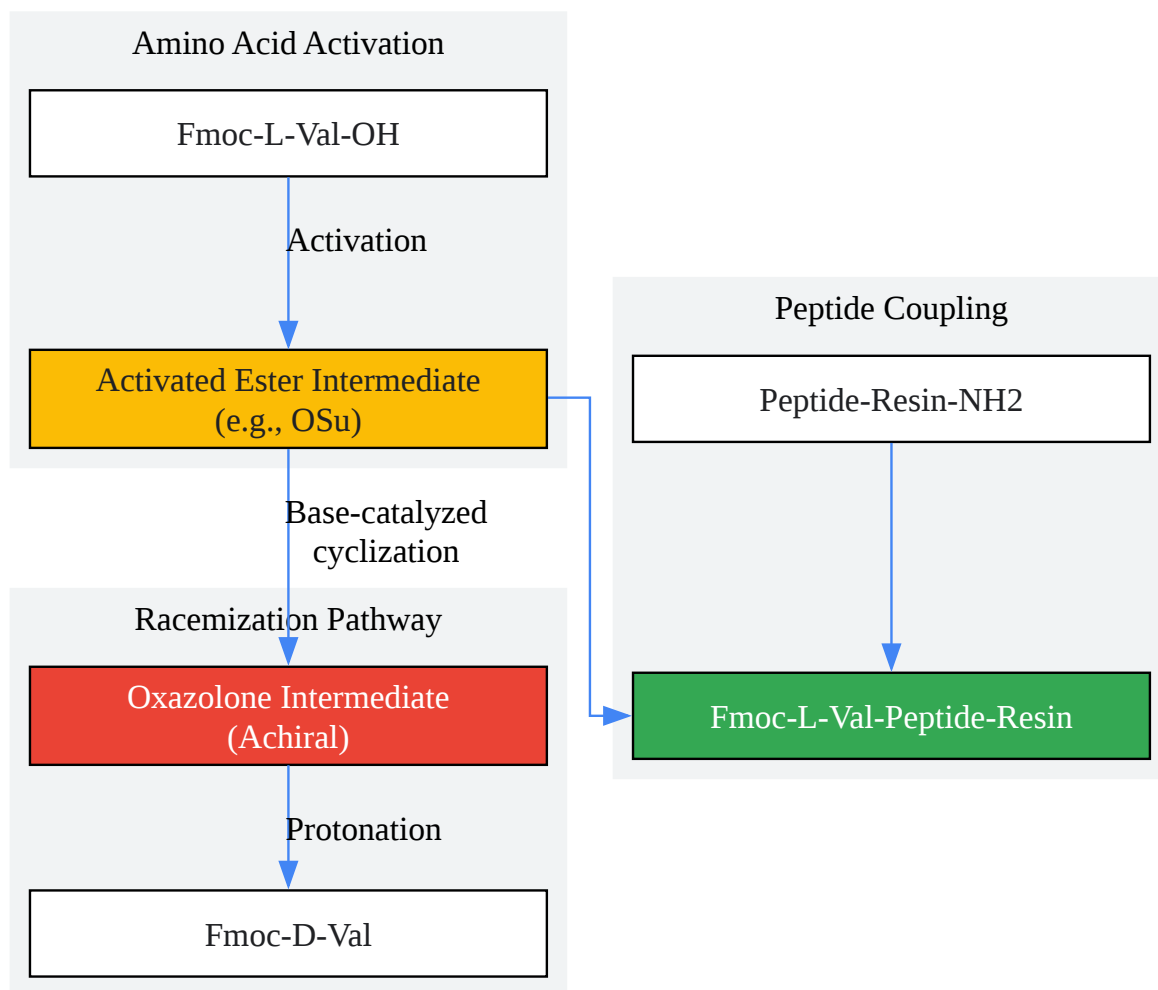 Amino Acid Activation
Fmoc-L-Val-OH
Activation
Activated Ester Intermediate
(e.g., OSu)
Base-catalyzed
cyclization
Racemization Pathway
Oxazolone Intermediate
(Achiral)
Protonation
Fmoc-D-Val
Peptide Coupling
Peptide-Resin-NH2
Fmoc-L-Val-Peptide-Resin